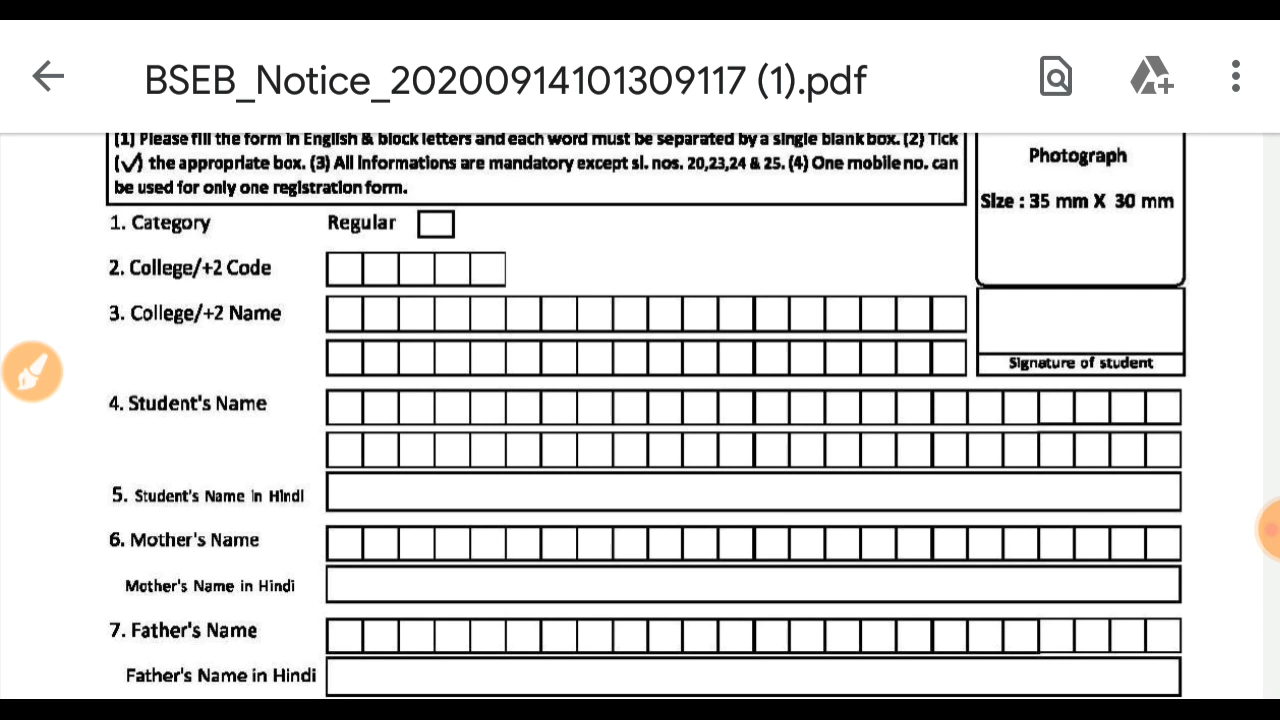 BSEB_Notice_20200914101309117 (1).pdf
(1) Please fill the form in English & block letters and each word must be separated by a single blank box. (2) Tick
(✓) the appropriate box. (3) All informations are mandatory except sl. nos. 20,23,24 & 25. (4) One mobile no. can
be used for only one registration form.
Photograph
Size : 35 mm X 30 mm
1. Category Regular
2. College/+2 Code
3. College/+2 Name
Signature of student
4. Student's Name
5. Student's Name in Hindi
6. Mother's Name
Mother's Name in Hindi
7. Father's Name
Father's Name in Hindi